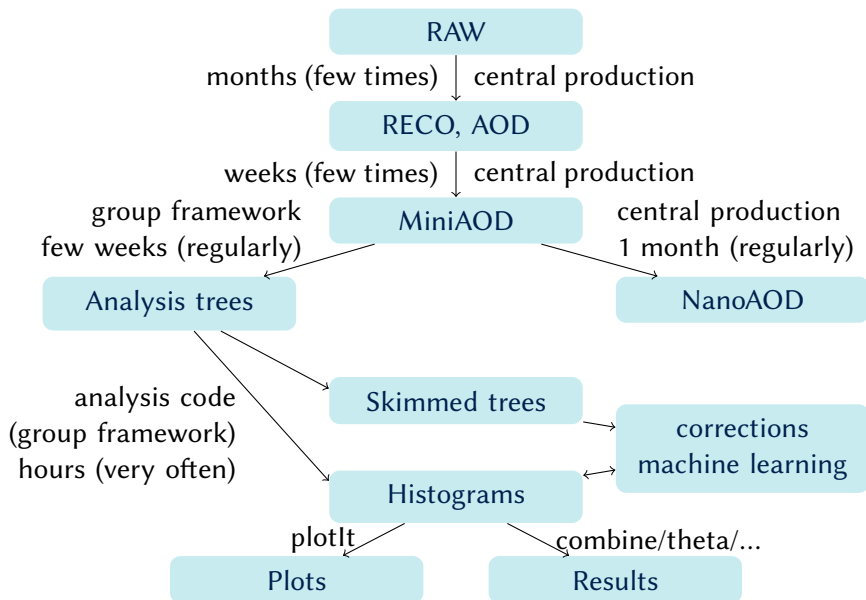 RAW
months (few times)
central production
RECO, AOD
weeks (few times)
central production
group framework
few weeks (regularly)
MiniAOD
central production
1 month (regularly)
Analysis trees
NanoAOD
analysis code
(group framework)
hours (very often)
Skimmed trees
corrections
machine learning
Histograms
plotIt
combine/theta/...
Plots
Results